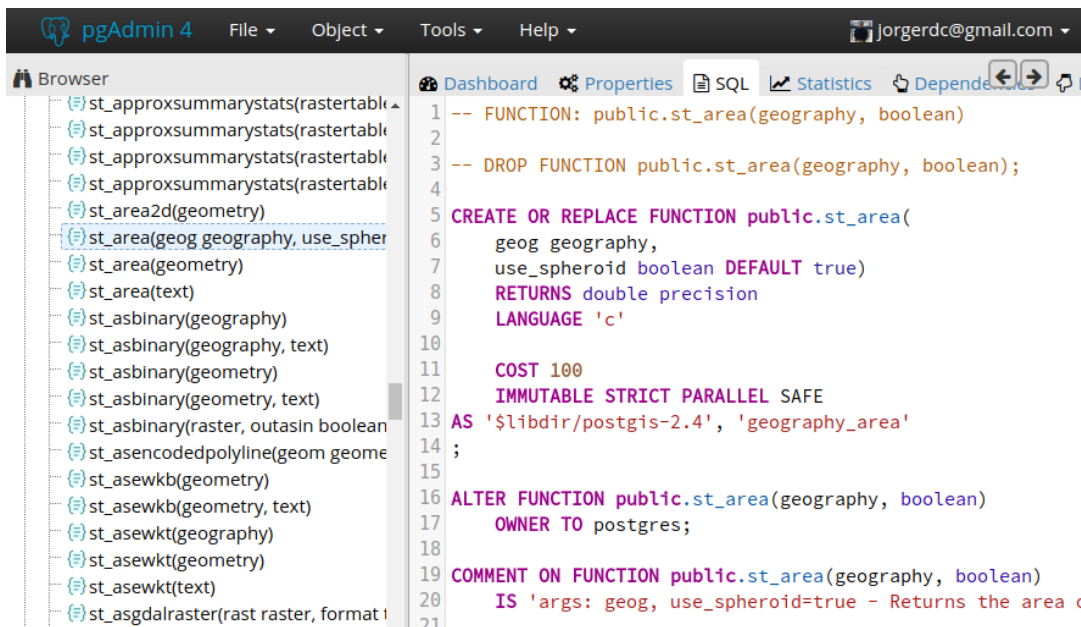 pgAdmin 4 File Object Tools Help jorgerdc@gmail.com
Browser
st_approxsummarystats(rastertable
st_approxsummarystats(rastertable
st_approxsummarystats(rastertable
st_approxsummarystats(rastertable
st_area2d(geometry)
st_area(geog geography, use_spher
st_area(geometry)
st_area(text)
st_asbinary(geography)
st_asbinary(geography, text)
st_asbinary(geometry)
st_asbinary(geometry, text)
st_asbinary(raster, outasin boolean
st_asencodedpolyline(geom geome
st_asewkb(geometry)
st_asewkb(geometry, text)
st_asewkt(geography)
st_asewkt(geometry)
st_asewkt(text)
st_asgdalraster(rast raster, format t
Dashboard Properties SQL Statistics Dependencies
1 -- FUNCTION: public.st_area(geography, boolean)
2
3 -- DROP FUNCTION public.st_area(geography, boolean);
4
5 CREATE OR REPLACE FUNCTION public.st_area(
6 geog geography,
7 use_spheroid boolean DEFAULT true)
8 RETURNS double precision
9 LANGUAGE 'c'
10
11 COST 100
12 IMMUTABLE STRICT PARALLEL SAFE
13 AS '$libdir/postgis-2.4', 'geography_area'
14 ;
15
16 ALTER FUNCTION public.st_area(geography, boolean)
17 OWNER TO postgres;
18
19 COMMENT ON FUNCTION public.st_area(geography, boolean)
20 IS 'args: geog, use_spheroid=true - Returns the area
21